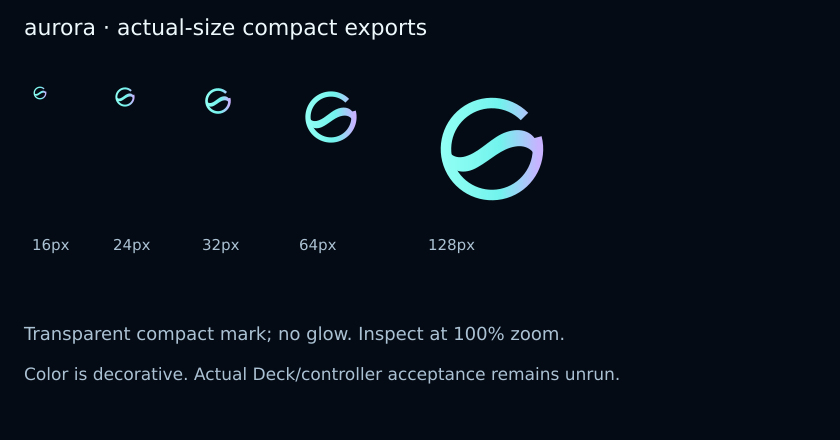 aurora · actual-size compact exports
16px 24px 32px 64px 128px
Transparent compact mark; no glow. Inspect at 100% zoom.
Color is decorative. Actual Deck/controller acceptance remains unrun.